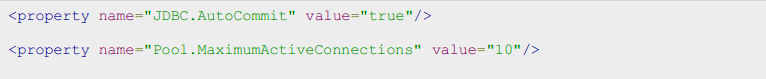 <property name="JDBC.AutoCommit" value="true"/>
<property name="Pool.MaximumActiveConnections" value="10"/>